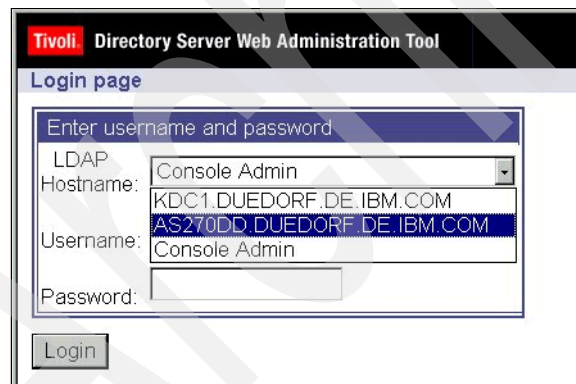 Tivoli. Directory Server Web Administration Tool
Login page
Enter username and password
LDAP Hostname: Console Admin
KDC1.DUEDORF.DE.IBM.COM
AS270DD.DUEDORF.DE.IBM.COM
Username: Console Admin
Password:
Login